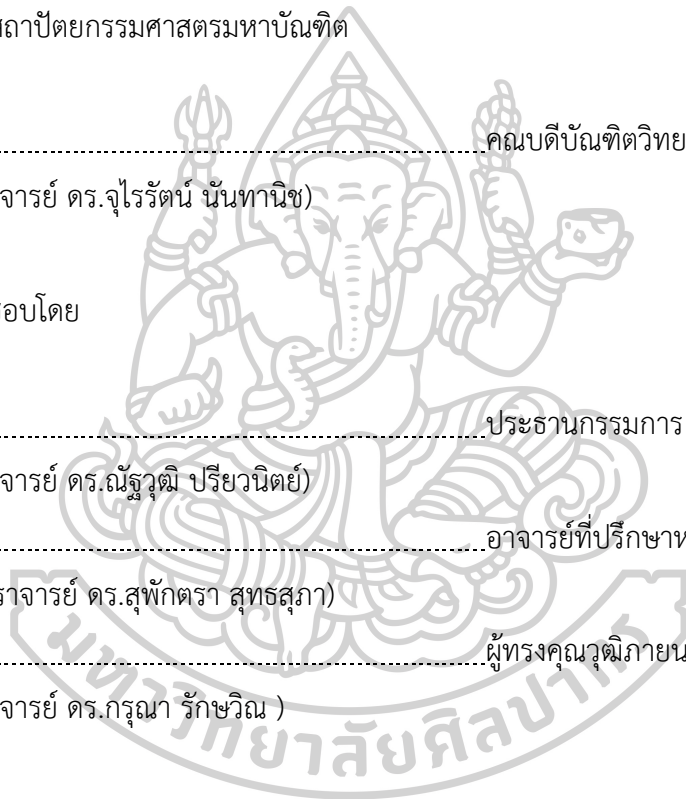 สถาปัตยกรรมศาสตรมหาบัณฑิต
คณบดีบัณฑิตวิทย
จารย์ ดร.จุไรรัตน์ นันทานิช)
สอบโดย
ประธานกรรมการ
จารย์ ดร.ณัฐวุฒิ ปรียวนิตย์)
อาจารย์ที่ปรึกษาห
ราจารย์ ดร.สุพักตรา สุทธสุภา)
ผู้ทรงคุณวุฒิภายน
จารย์ ดร.กรุณา รักษวิณ )
มหาวิทยาลัยศิลปากร